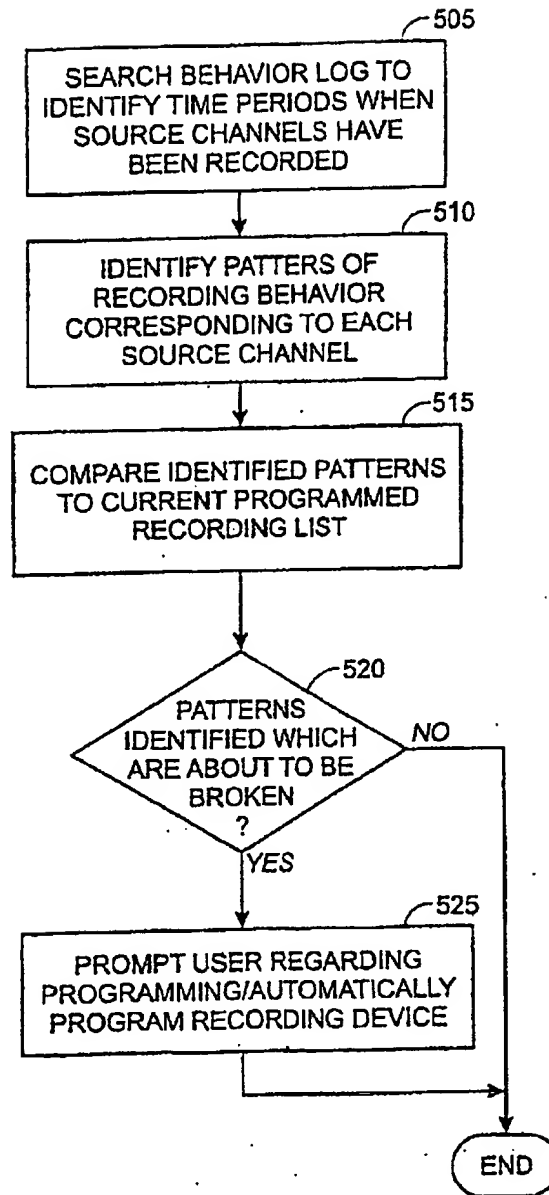 505
SEARCH BEHAVIOR LOG TO
IDENTIFY TIME PERIODS WHEN
SOURCE CHANNELS HAVE
BEEN RECORDED
510
IDENTIFY PATTERS OF
RECORDING BEHAVIOR
CORRESPONDING TO EACH
SOURCE CHANNEL
515
COMPARE IDENTIFIED PATTERNS
TO CURRENT PROGRAMMED
RECORDING LIST
520
PATTERNS
IDENTIFIED WHICH
ARE ABOUT TO BE
BROKEN
?
NO
YES
525
PROMPT USER REGARDING
PROGRAMMING/AUTOMATICALLY
PROGRAM RECORDING DEVICE
END